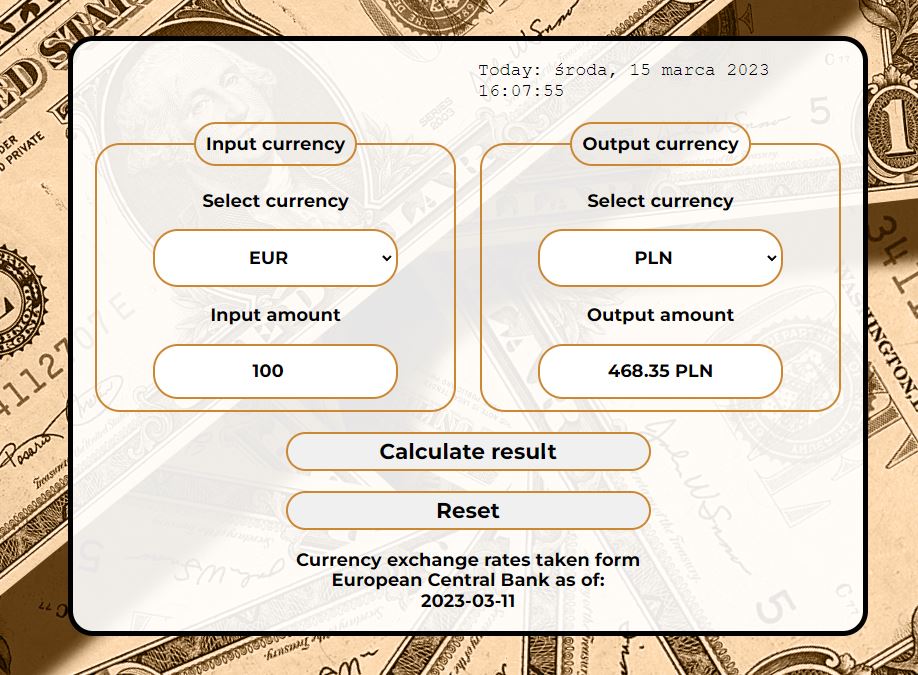 Today: środa, 15 marca 2023
16:07:55
Input currency
Select currency
EUR
Input amount
100
Output currency
Select currency
PLN
Output amount
468.35 PLN
Calculate result
Reset
Currency exchange rates taken form
European Central Bank as of:
2023-03-11